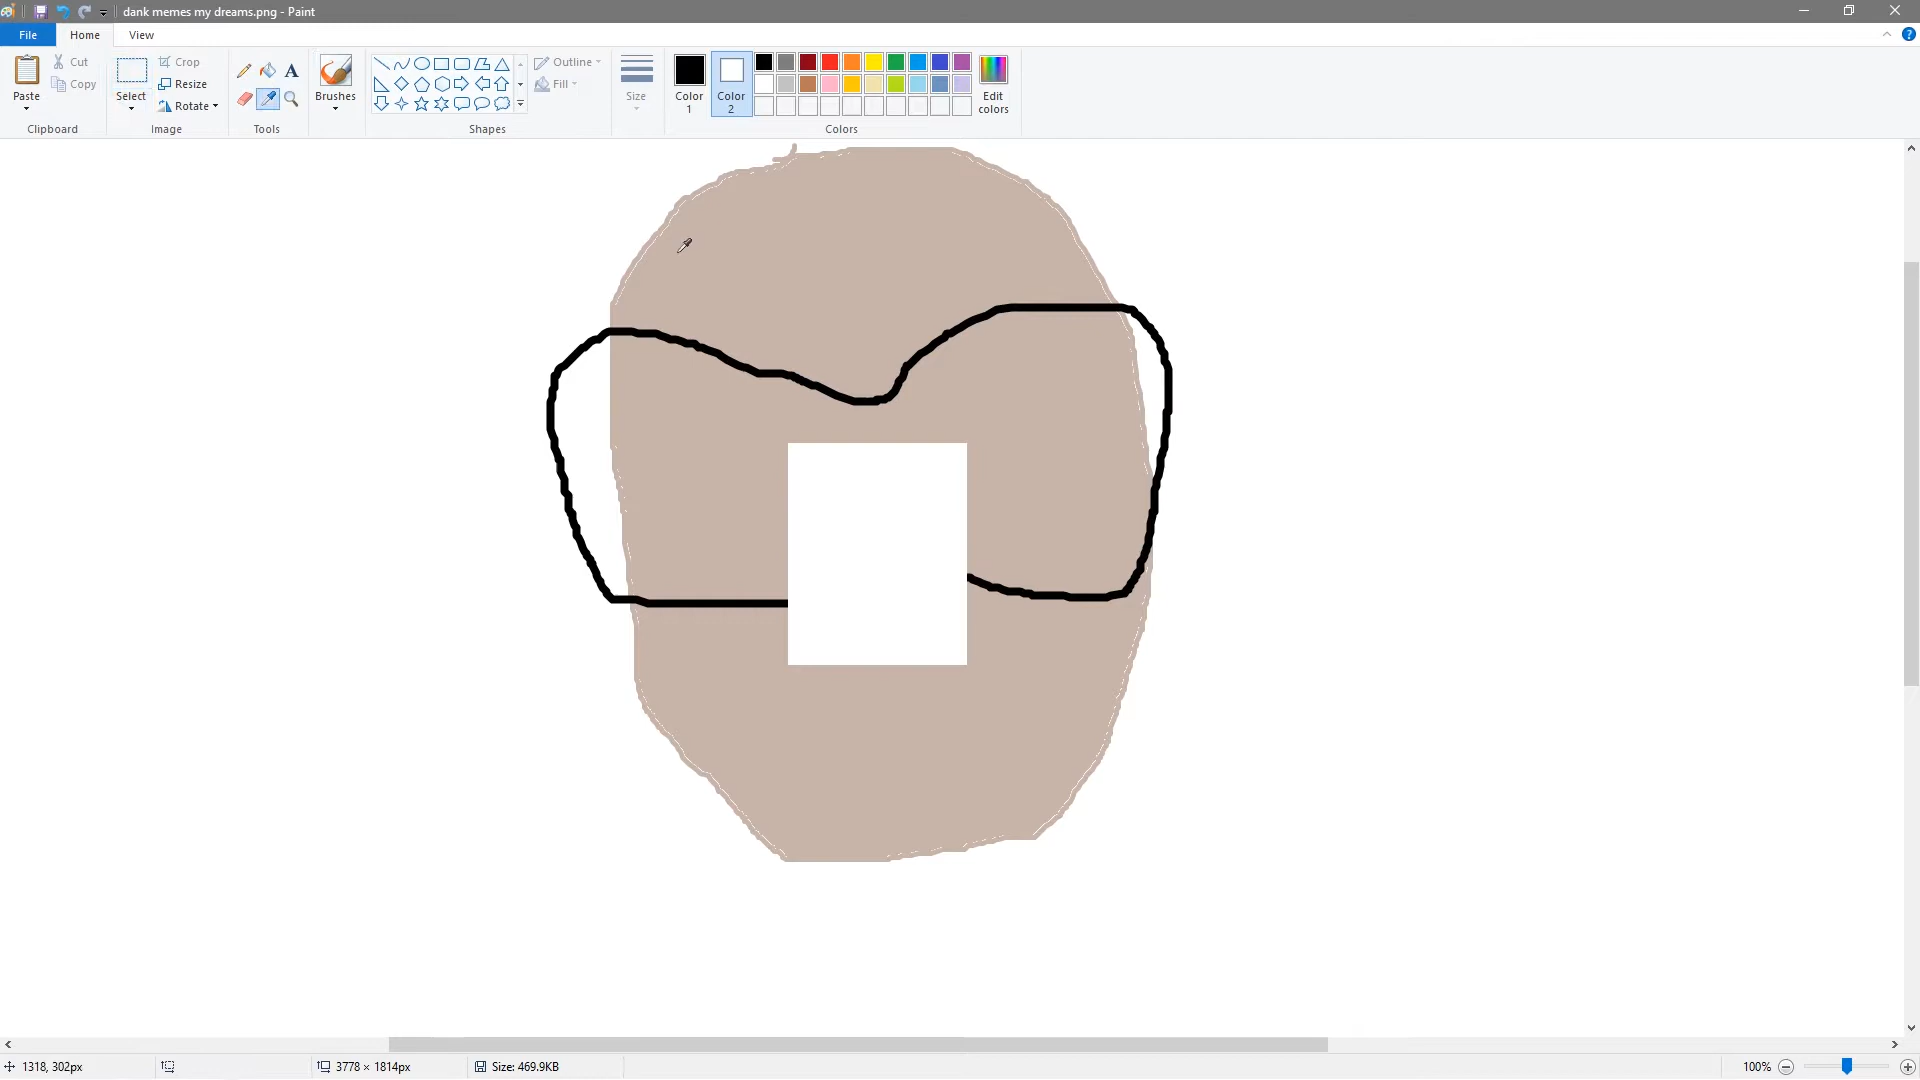 dank memes my dreams.png - Paint
File Home View
Paste
Cut
Copy
Clipboard
Select
Crop
Resize
Rotate
Image
A
Tools
Brushes
Outline
Fill
Shapes
Size
Color 1
Color 2
Edit colors
Colors
1318, 302px
3778 × 1814px
Size: 469.9KB
100%